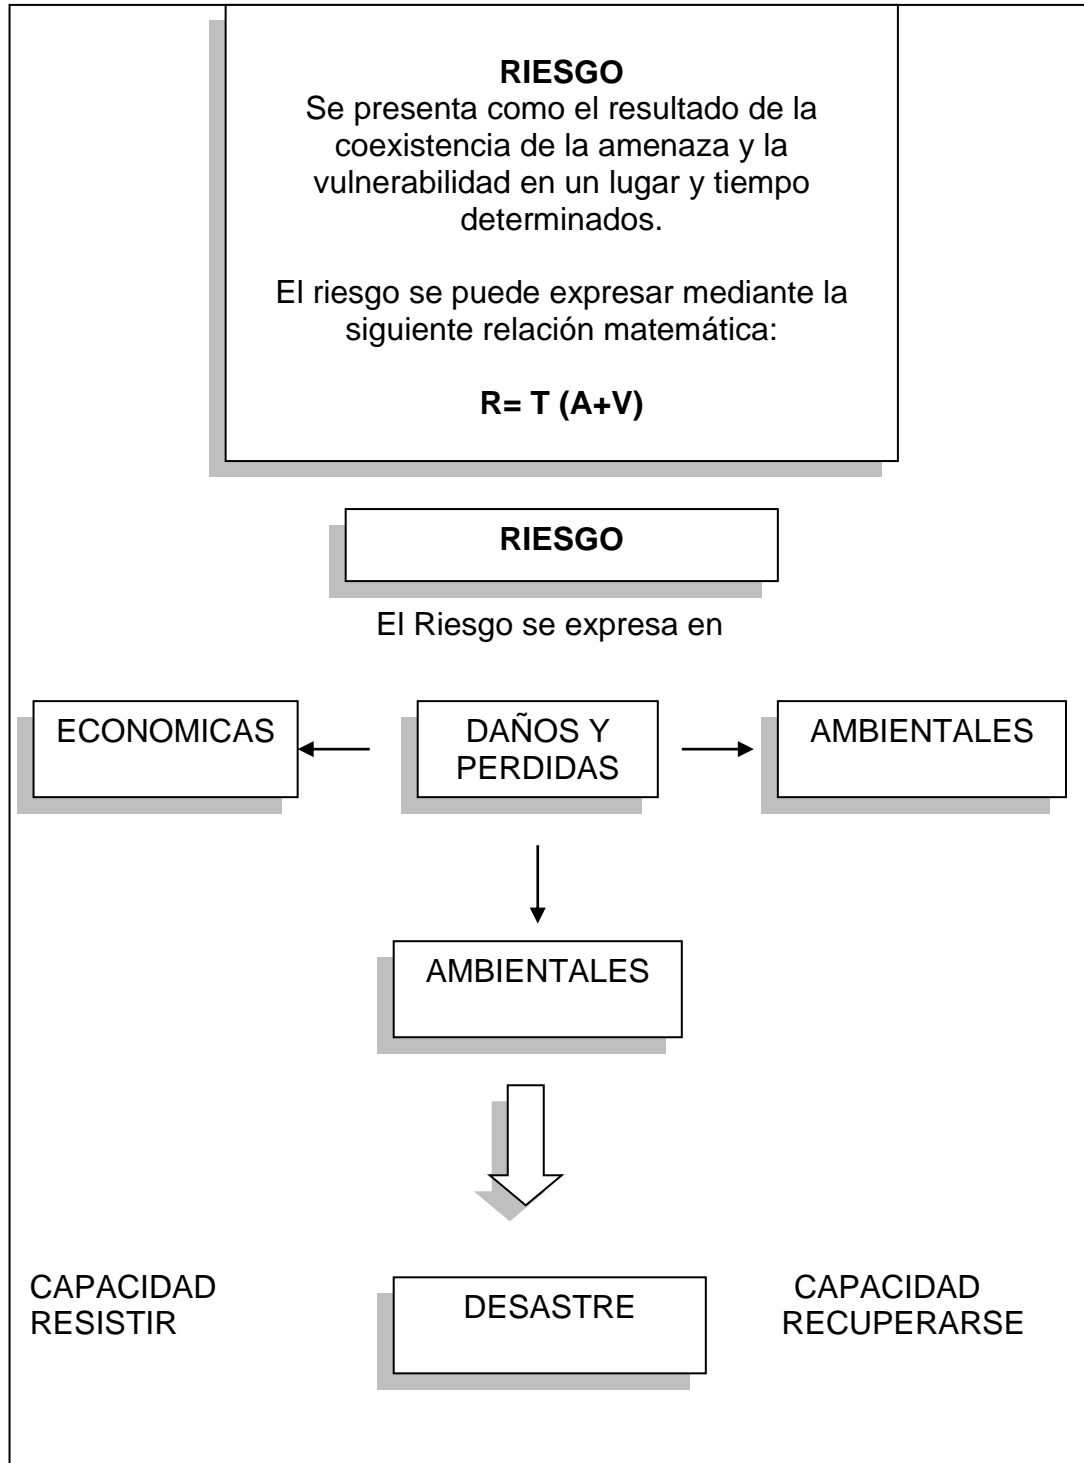 RIESGO
Se presenta como el resultado de la
coexistencia de la amenaza y la
vulnerabilidad en un lugar y tiempo
determinados.
El riesgo se puede expresar mediante la
siguiente relación matemática:
R= T (A+V)
RIESGO
El Riesgo se expresa en
ECONOMICAS
DAÑOS Y
PERDIDAS
AMBIENTALES
AMBIENTALES
CAPACIDAD
RESISTIR
DESASTRE
CAPACIDAD
RECUPERARSE